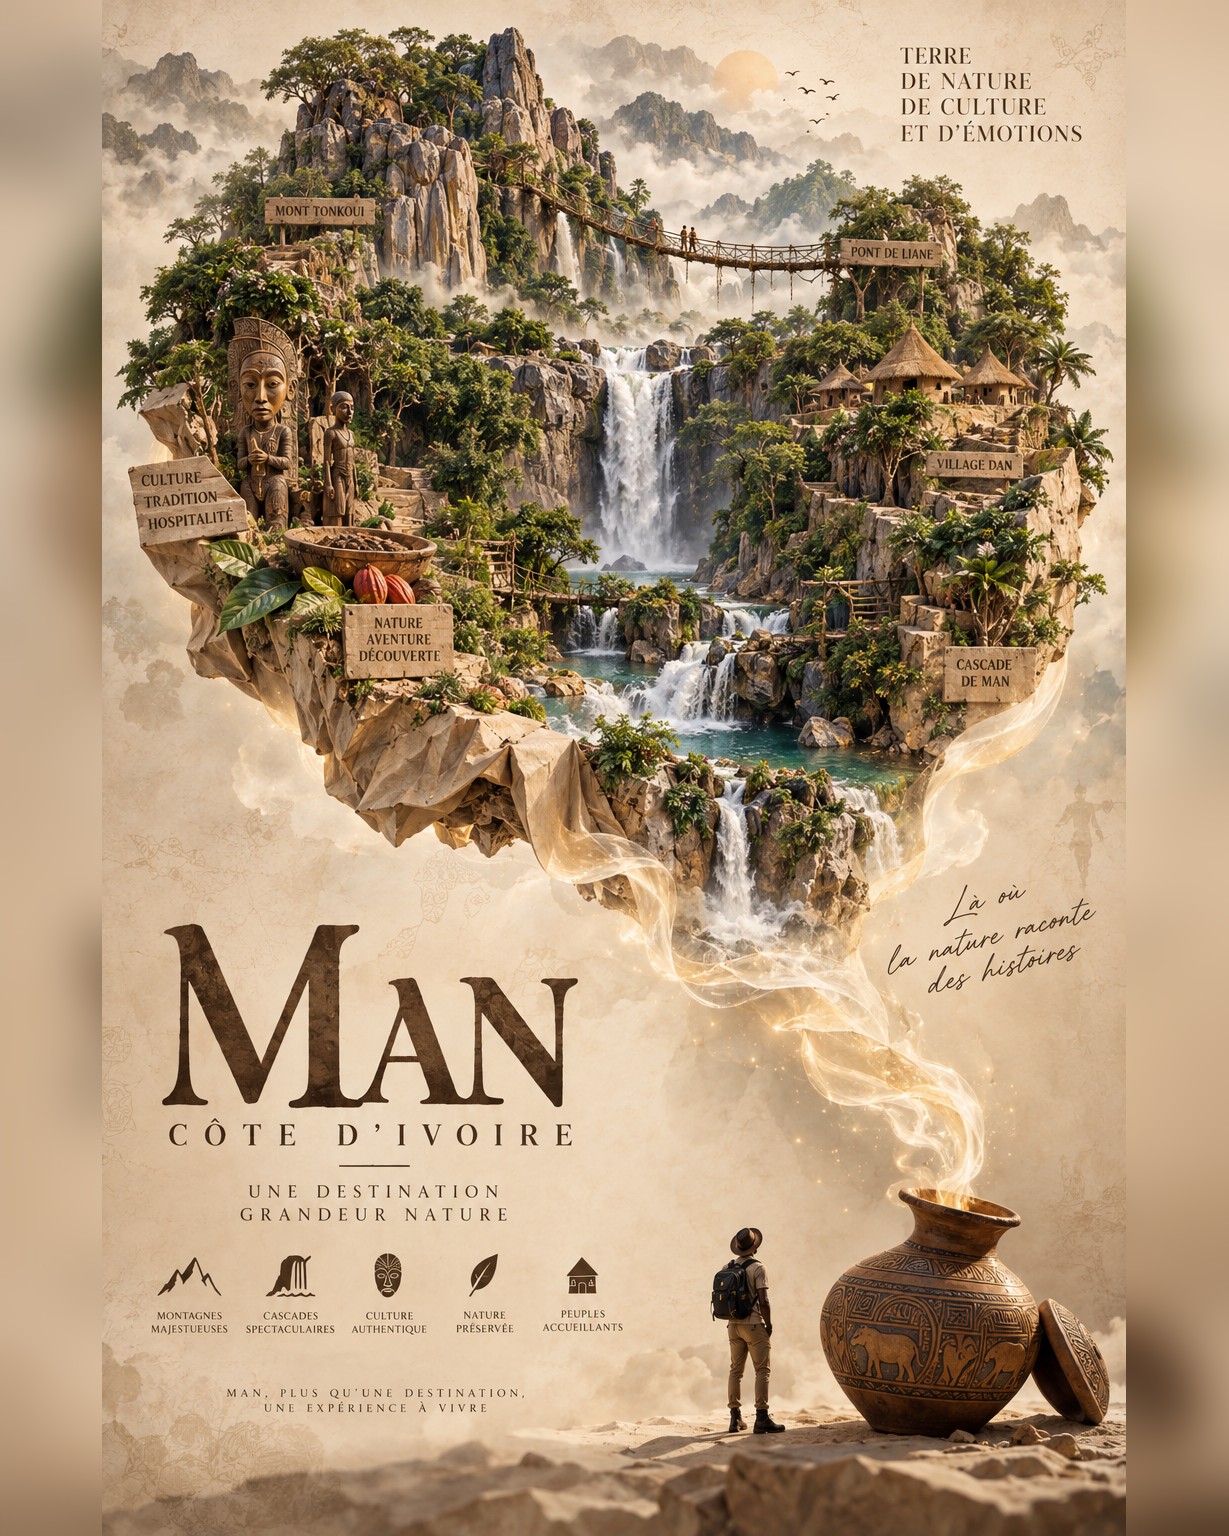 TERRE
DE NATURE
DE CULTURE
ET D'ÉMOTIONS
MONT TONKOUI
PONT DE LIANE
CULTURE
TRADITION
HOSPITALITÉ
VILLAGE DAN
NATURE
AVENTURE
DÉCOUVERTE
CASCADE
DE MAN
Là où
la nature raconte
des histoires
MAN
CÔTE D'IVOIRE
UNE DESTINATION
GRANDEUR NATURE
MONTAGNES
MAJESTUEUSES
CASCADES
SPECTACULAIRES
CULTURE
AUTHENTIQUE
NATURE
PRÉSERVÉE
PEUPLES
ACCUEILLANTS
MAN, PLUS QU'UNE DESTINATION,
UNE EXPÉRIENCE À VIVRE